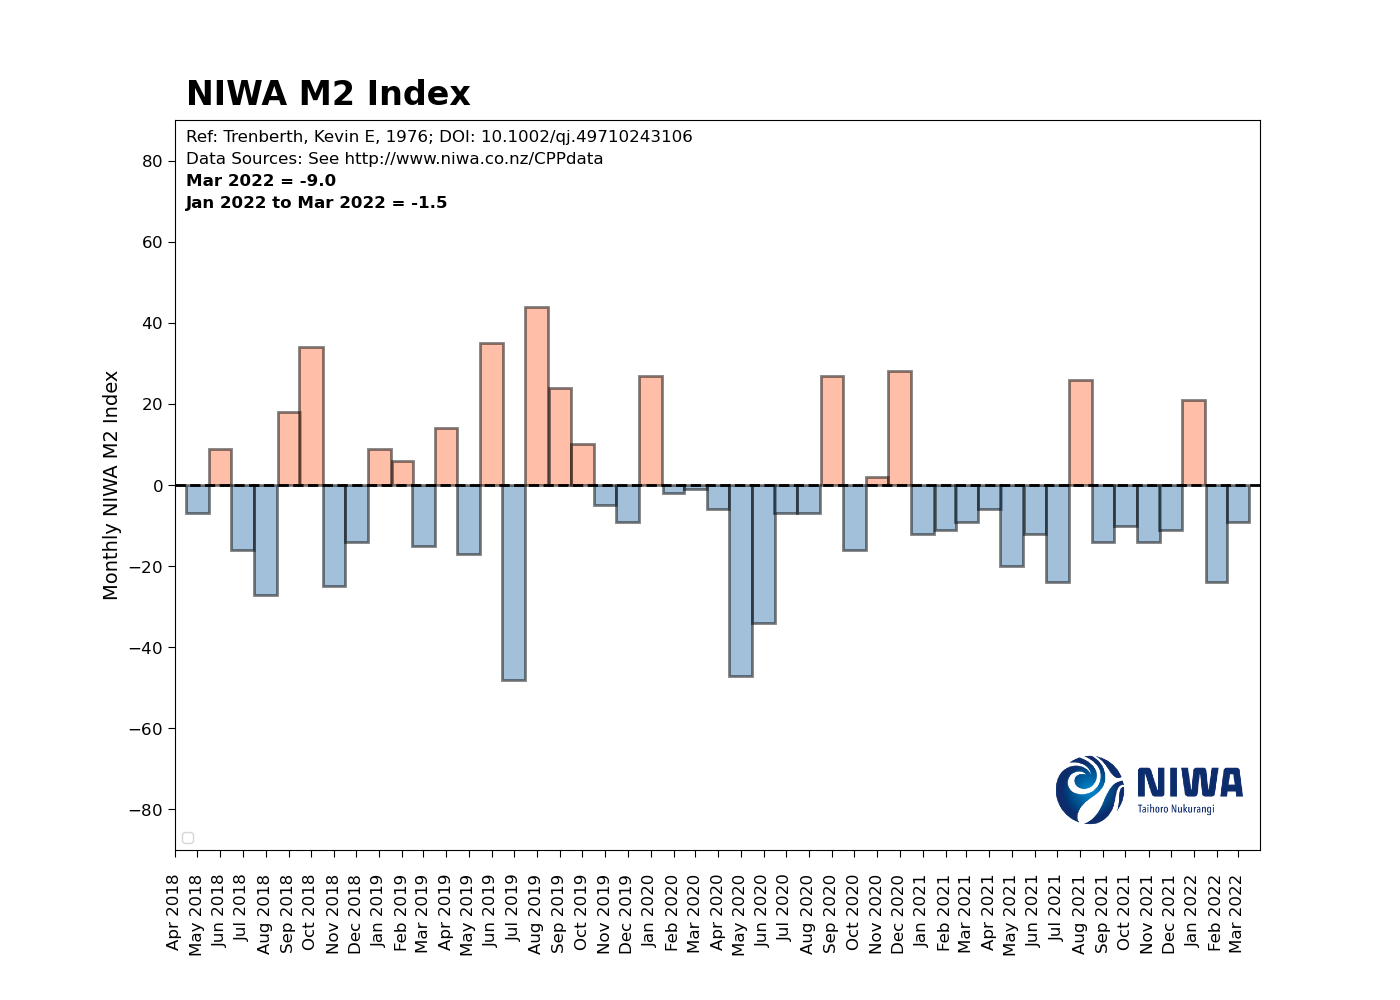 NIWA M2 Index
Ref: Trenberth, Kevin E, 1976; DOI: 10.1002/qj.49710243106
Data Sources: See http://www.niwa.co.nz/CPPdata
Mar 2022 = -9.0
Jan 2022 to Mar 2022 = -1.5
Monthly NIWA M2 Index
80
60
40
20
0
−20
−40
−60
−80
NIWA
Taihoro Nukurangi
Apr 2018
May 2018
Jun 2018
Jul 2018
Aug 2018
Sep 2018
Oct 2018
Nov 2018
Dec 2018
Jan 2019
Feb 2019
Mar 2019
Apr 2019
May 2019
Jun 2019
Jul 2019
Aug 2019
Sep 2019
Oct 2019
Nov 2019
Dec 2019
Jan 2020
Feb 2020
Mar 2020
Apr 2020
May 2020
Jun 2020
Jul 2020
Aug 2020
Sep 2020
Oct 2020
Nov 2020
Dec 2020
Jan 2021
Feb 2021
Mar 2021
Apr 2021
May 2021
Jun 2021
Jul 2021
Aug 2021
Sep 2021
Oct 2021
Nov 2021
Dec 2021
Jan 2022
Feb 2022
Mar 2022